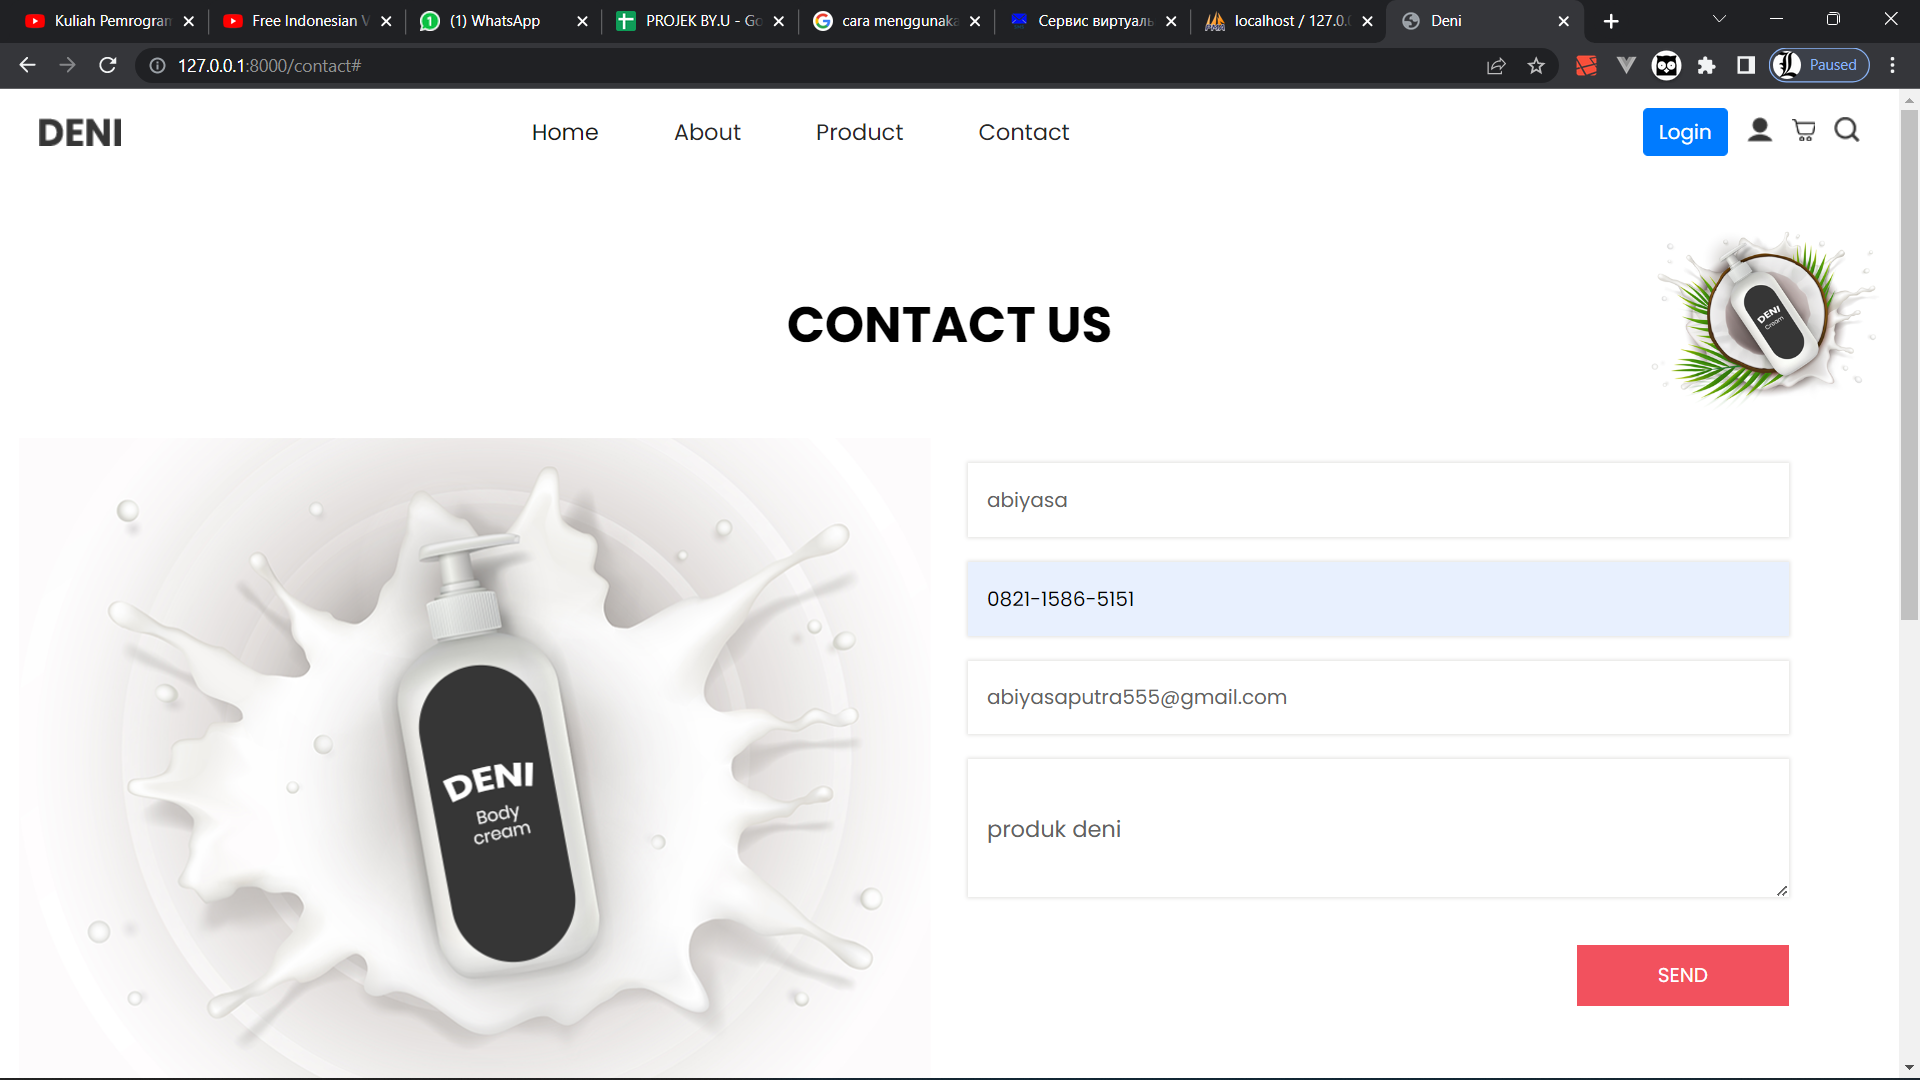 Kuliah Pemrogran
Free Indonesian V
(1) WhatsApp
PROJEK BY.U - Go
cara menggunaka
Сервис виртуаль
localhost / 127.0.0
Deni
127.0.0.1:8000/contact#
Paused
DENI
Home
About
Product
Contact
Login
CONTACT US
DENI
Cream
abiyasa
0821-1586-5151
abiyasaputra555@gmail.com
DENI
Body
cream
produk deni
SEND